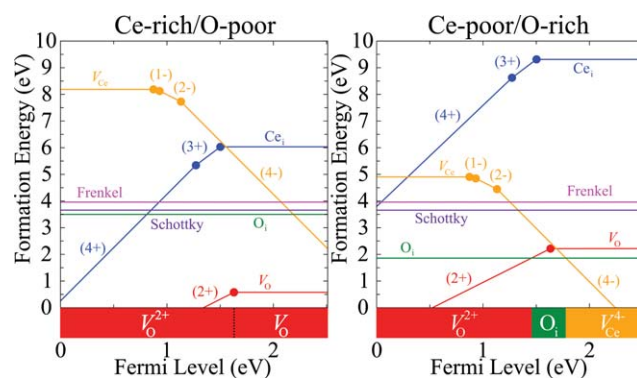 Ce-rich/O-poor
Formation Energy (eV)
10
9
8
7
6
5
4
3
2
1
0
V_Ce
(1-)
(2-)
(3+)
Ce_i
(4-)
Frenkel
Schottky
O_i
(4+)
(2+)
V_O
V_O^2+
V_O
0
1
2
Fermi Level (eV)
Ce-poor/O-rich
Formation Energy (eV)
10
9
8
7
6
5
4
3
2
1
0
(3+)
Ce_i
(4+)
V_Ce
(1-)
(2-)
Frenkel
Schottky
O_i
V_O
(2+)
(4-)
V_O^2+
O_i
V_Ce^4-
0
1
2
Fermi Level (eV)